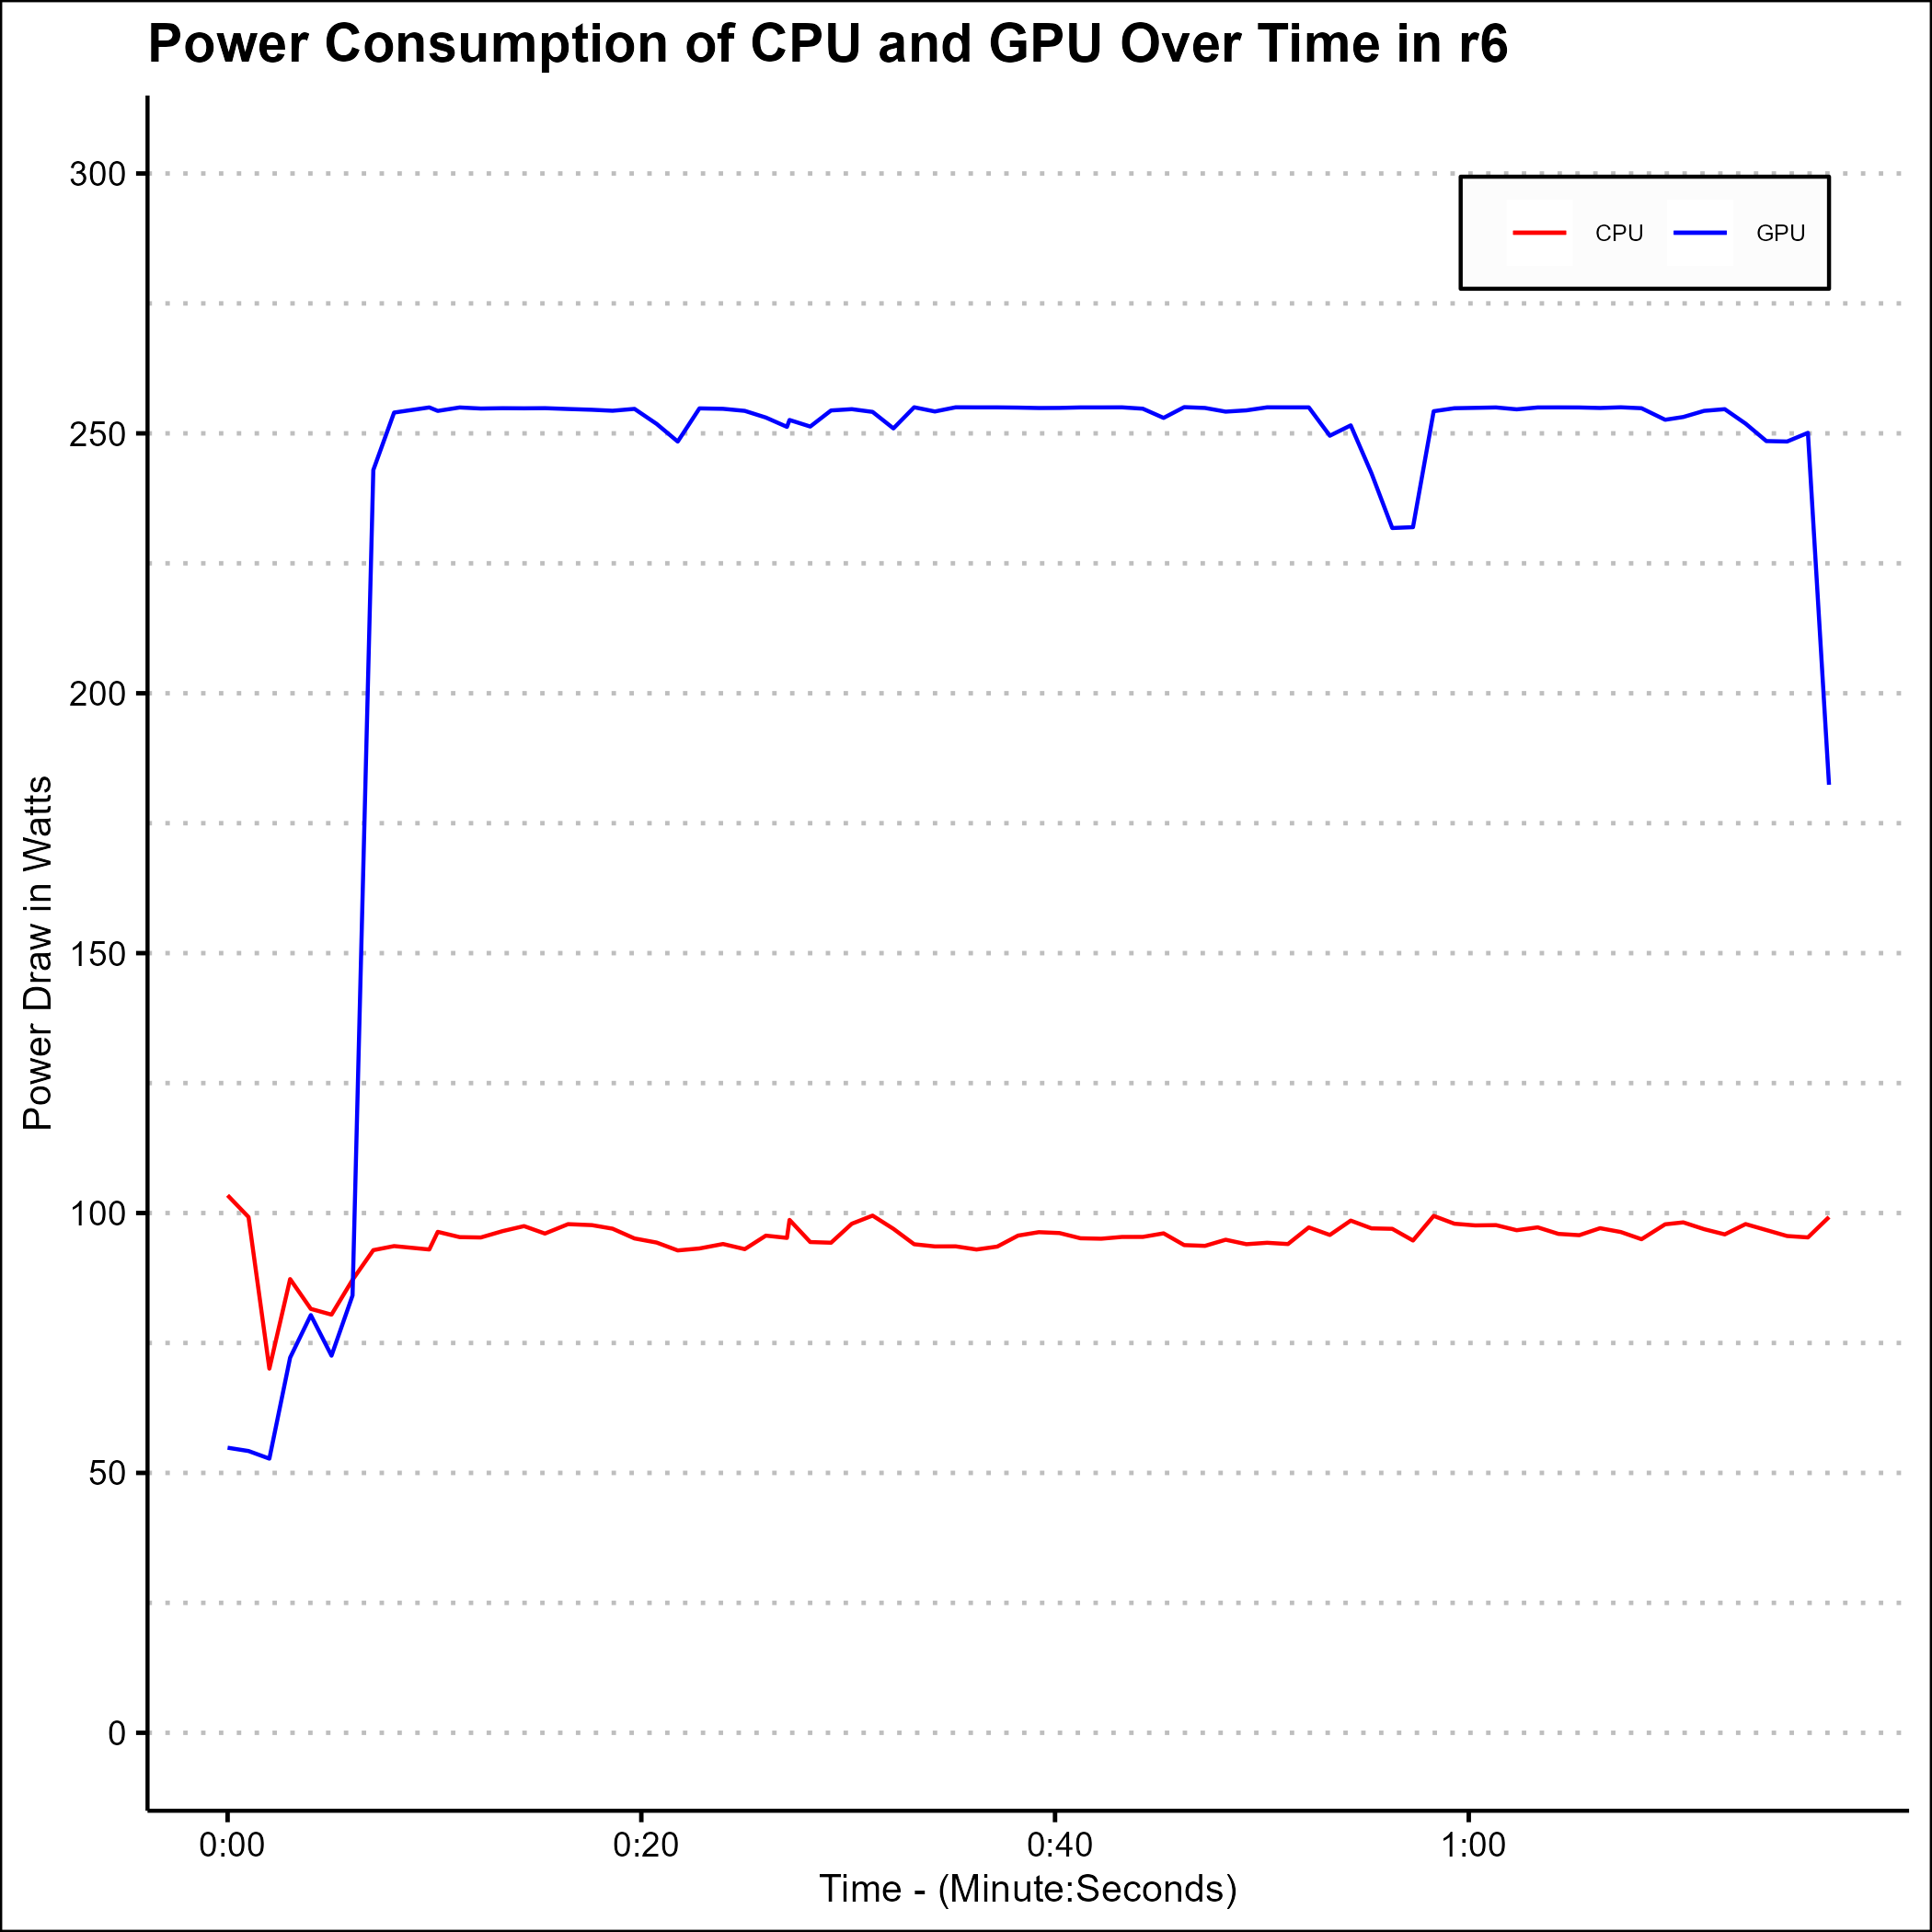 Power Consumption of CPU and GPU Over Time in r6
300
CPU GPU
250
200
150
100
50
0
Power Draw in Watts
0:00 0:20 0:40 1:00
Time - (Minute:Seconds)